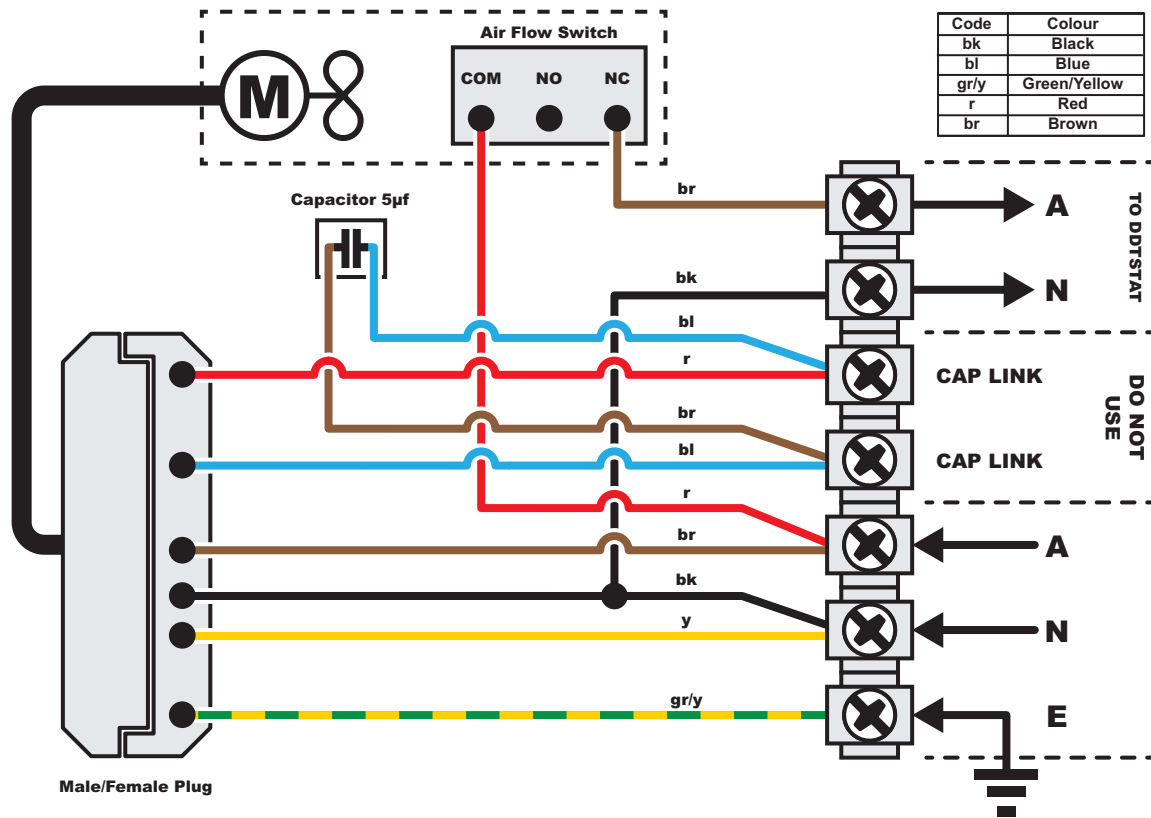 Air Flow Switch
COM NO NC
M
Code Colour
bk Black
bl Blue
gr/y Green/Yellow
r Red
br Brown
Capacitor 5µf
br
A
TO DDTSTAT
bk
N
bl
r
CAP LINK
DO NOT
USE
br
bl
CAP LINK
r
br
A
bk
N
y
gr/y
E
Male/Female Plug